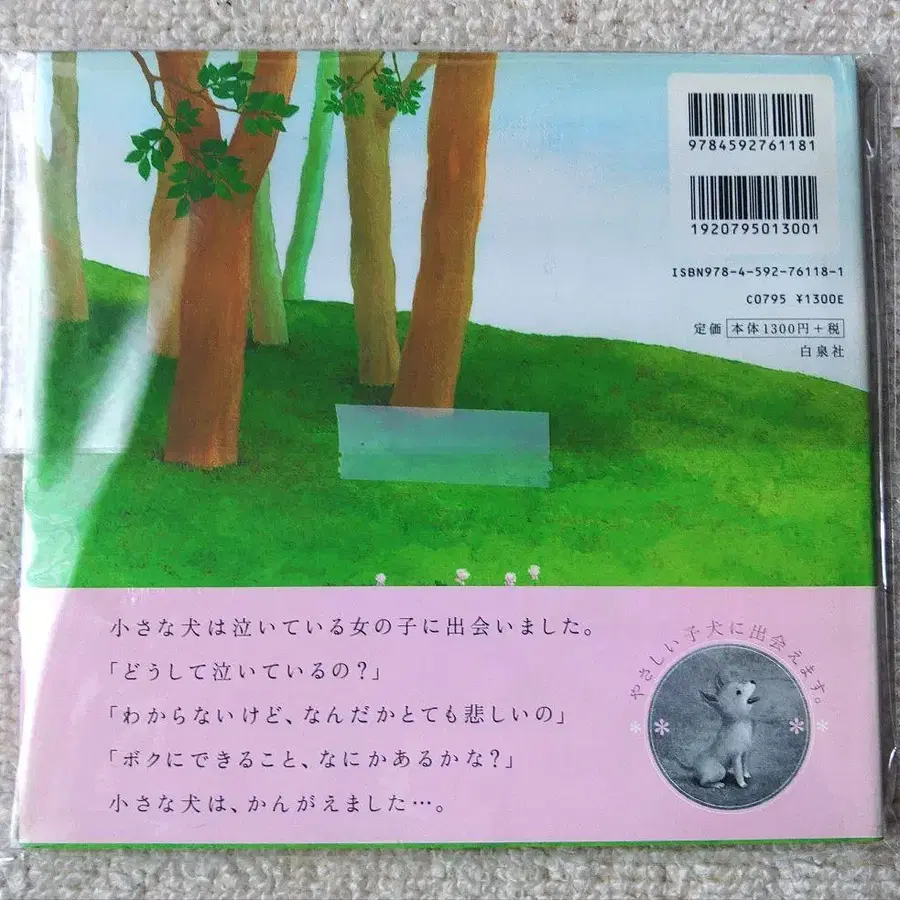 9784592761181
1920795013001
ISBN978-4-592-76118-1
C0795 ¥1300E
定価 本体1300円+税
白泉社
小さな犬は泣いている女の子に出会いました。
「どうして泣いているの?」
「わからないけど、なんだかとても悲しいの」
「ボクにできること、なにかあるかな?」
小さな犬は、かんがえました…。
やさしい子犬に出会えます。